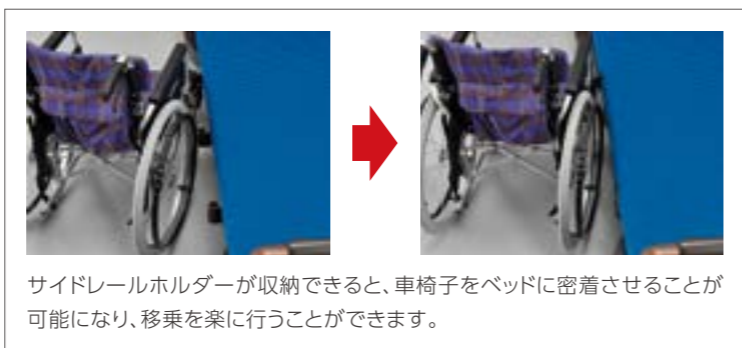 サイドレールホルダーが収納できると、車椅子をベッドに密着させることが
可能になり、移乗を楽に行うことができます。